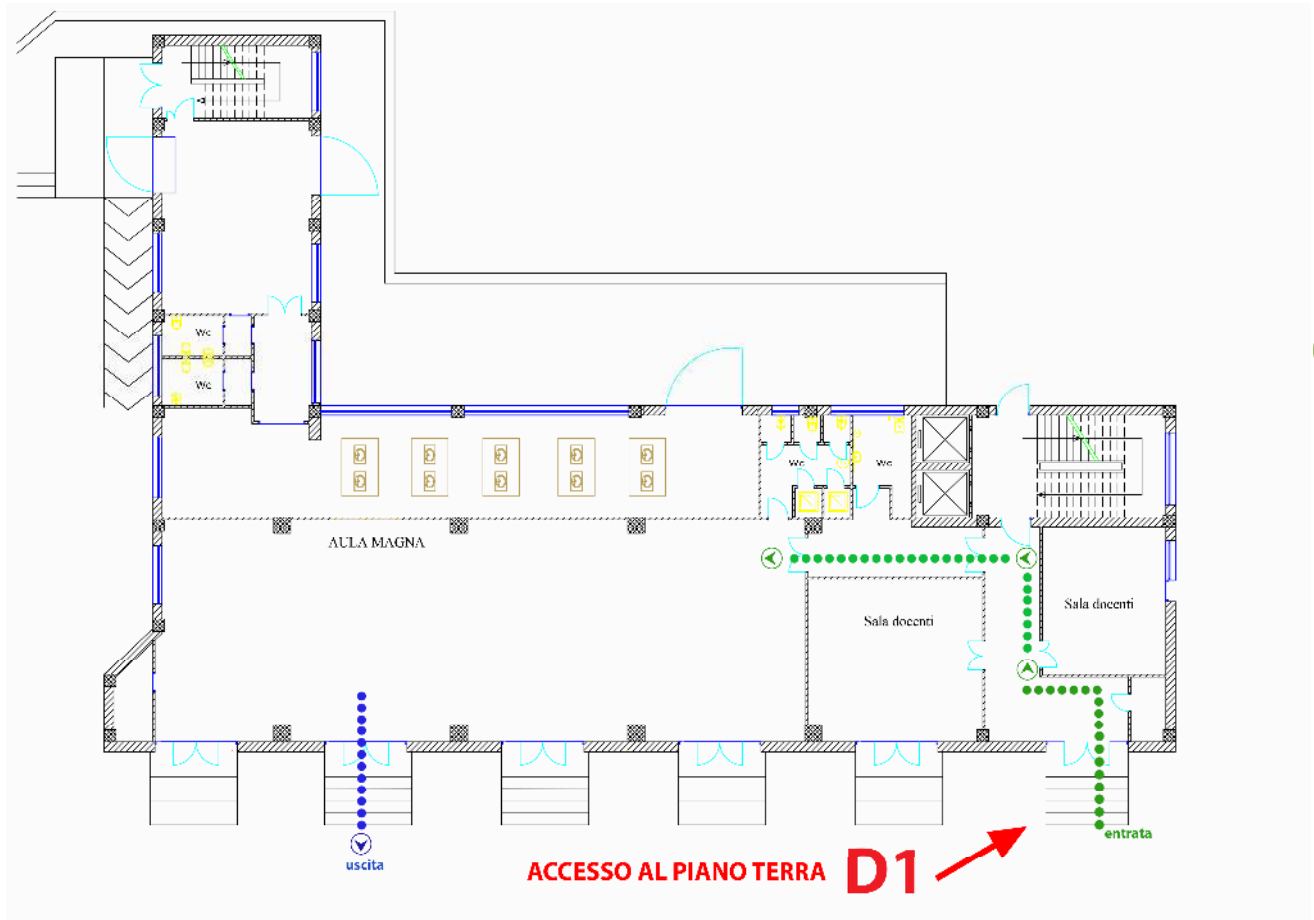 Wc
Wc
Wc
Wc
AULA MAGNA
Sala docenti
Sala docenti
entrata
uscita
ACCESSO AL PIANO TERRA D1